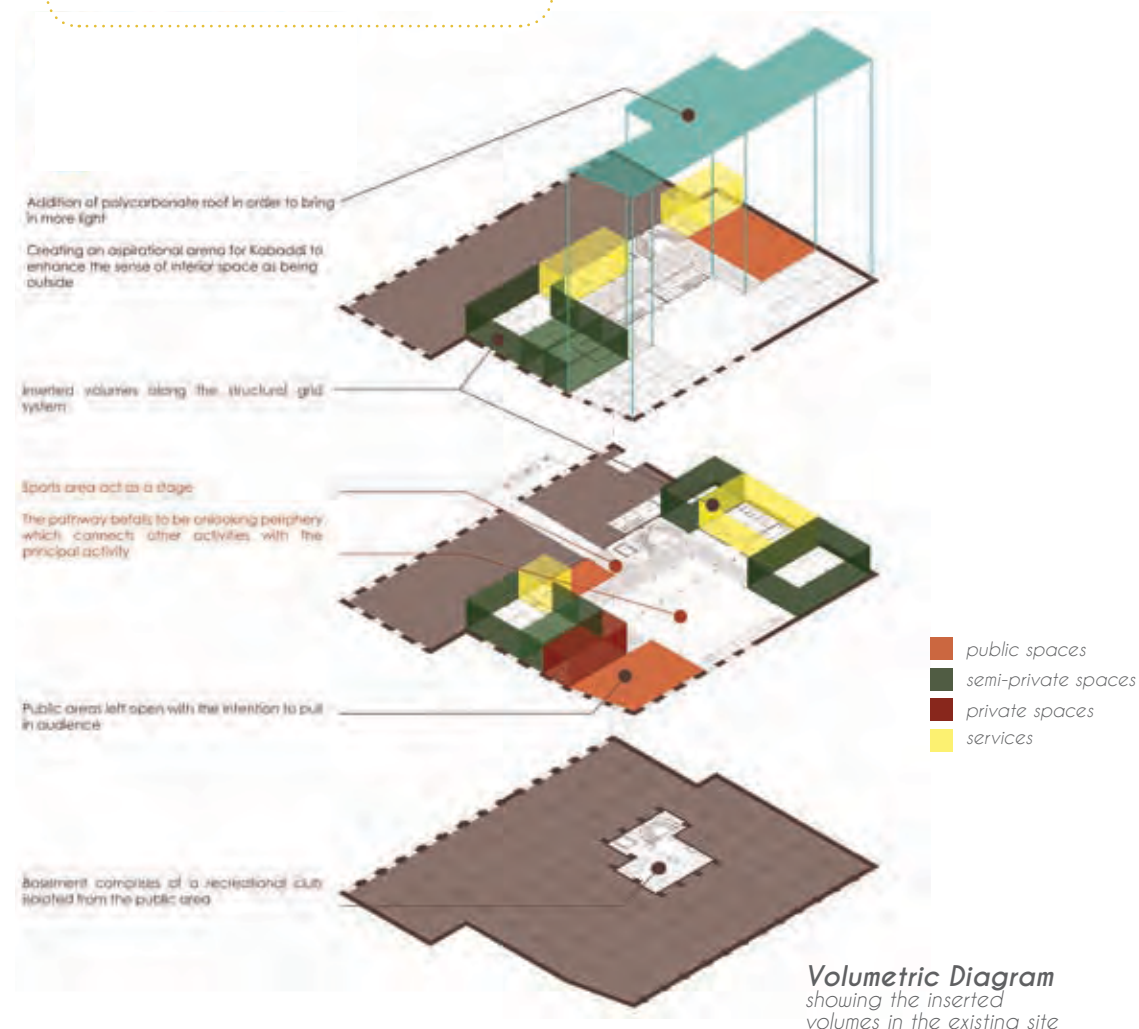 Addition of polycarbonate roof in order to bring
in more light
Creating an aspirational arena for Kabaddi to
enhance the sense of interior space as being
outside
Inserted volumes along the structural grid
system
Sports area act as a stage
The pathway befalls to be onlooking periphery
which connects other activities with the
principal activity
Public areas left open with the intention to pull
in audience
Basement comprises of a recreational club
isolated from the public area
public spaces
semi-private spaces
private spaces
services
Volumetric Diagram
showing the inserted
volumes in the existing site